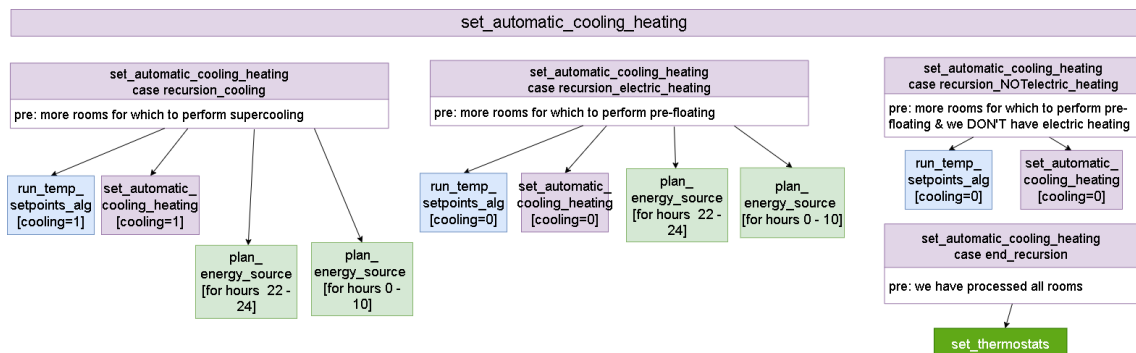 set_automatic_cooling_heating
set_automatic_cooling_heating
case recursion_cooling
pre: more rooms for which to perform supercooling
run_temp_
setpoints_alg
[cooling=1]
set_automatic_
cooling_heating
[cooling=1]
plan_
energy_source
[for hours 22 -
24]
plan_
energy_source
[for hours 0 -
10]
set_automatic_cooling_heating
case recursion_electric_heating
pre: more rooms for which to perform pre-floating
run_temp_
setpoints_alg
[cooling=0]
set_automatic_
cooling_heating
[cooling=0]
plan_
energy_source
[for hours 22 -
24]
plan_
energy_source
[for hours 0 - 10]
set_automatic_cooling_heating
case recursion_NOTelectric_heating
pre: more rooms for which to perform pre-
floating & we DON'T have electric heating
run_temp_
setpoints_alg
[cooling=0]
set_automatic_
cooling_heating
[cooling=0]
set_automatic_cooling_heating
case end_recursion
pre: we have processed all rooms
set_thermostats